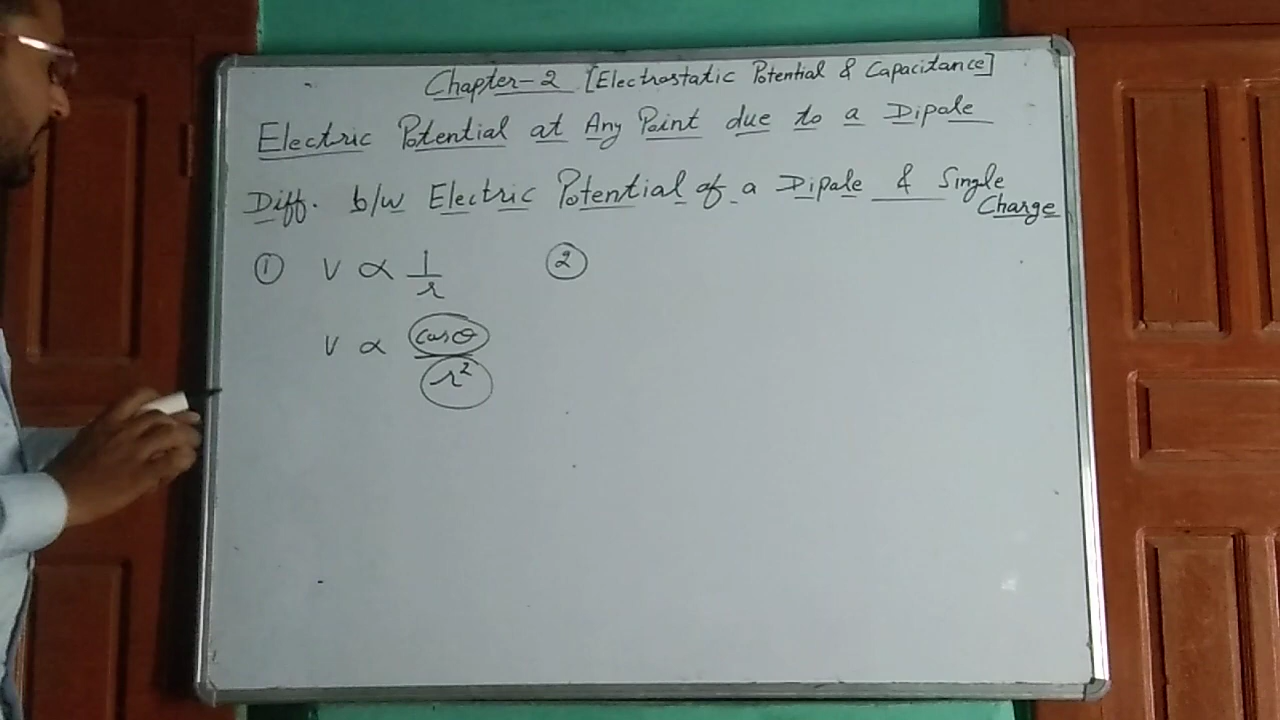 Chapter-2 [Electrostatic Potential & Capacitance]
Electric Potential at Any Point due to a Dipole
Diff. b/w Electric Potential of a Dipole & Single Charge
① V ∝ 1/r ②
V ∝ cosθ/r²